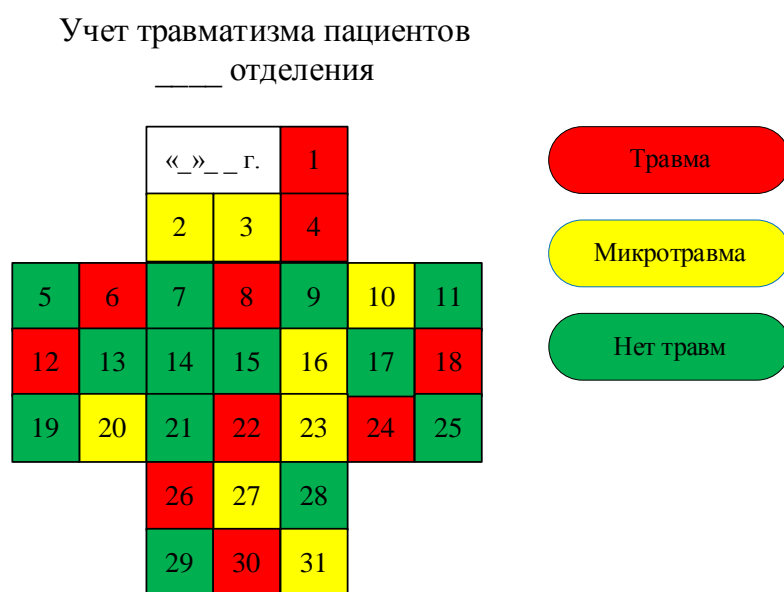 Учет травматизма пациентов
____ отделения
«_»_ _ г. 1
2 3 4
5 6 7 8 9 10 11
12 13 14 15 16 17 18
19 20 21 22 23 24 25
26 27 28
29 30 31
Травма
Микротравма
Нет травм